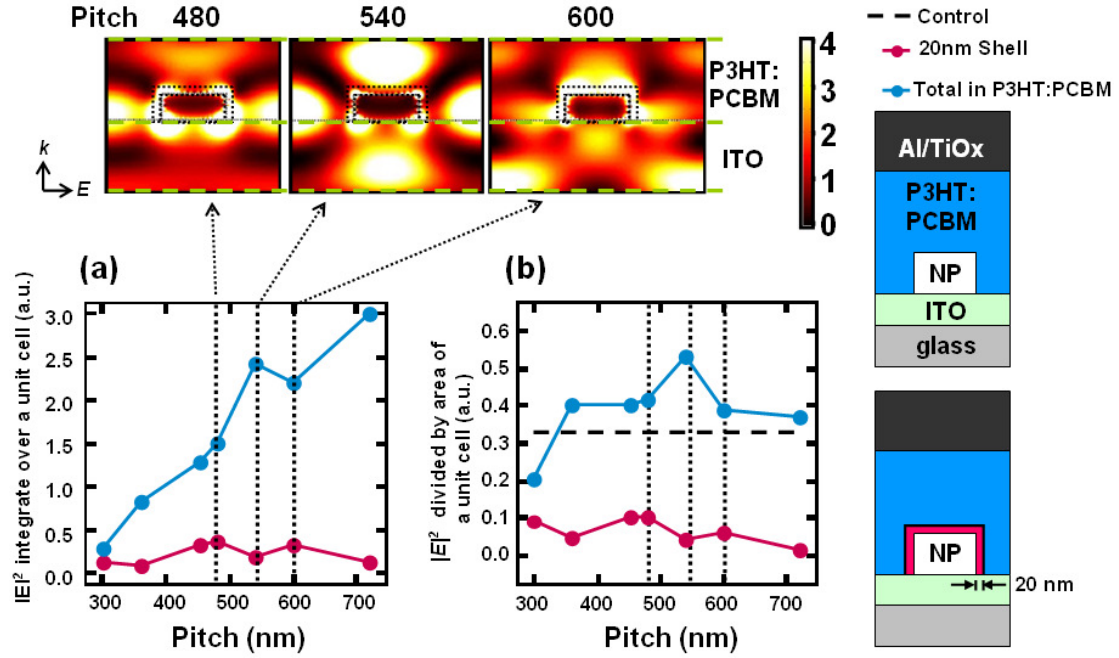 Pitch 480 540 600
P3HT:
PCBM
ITO
k
E
4
3
2
1
0
Control
20nm Shell
Total in P3HT:PCBM
Al/TiOx
P3HT:
PCBM
NP
ITO
glass
(a)
IEI² integrate over a unit cell (a.u.)
3.0
2.5
2.0
1.5
1.0
0.5
0.0
300 400 500 600 700
Pitch (nm)
(b)
|E|² divided by area of
a unit cell (a.u.)
0.6
0.5
0.4
0.3
0.2
0.1
0.0
300 400 500 600 700
Pitch (nm)
NP
20 nm